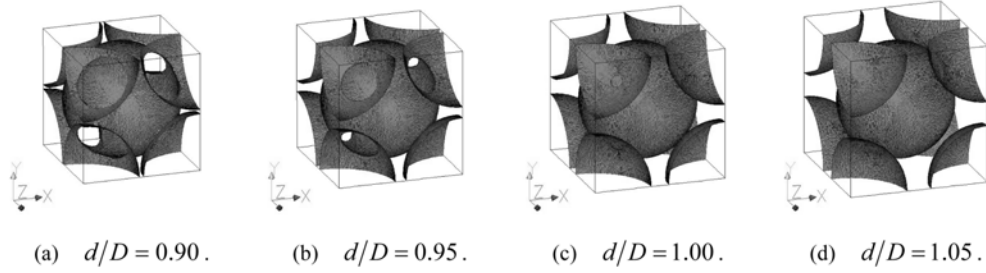 Y Z X
Y Z X
Y Z X
Y Z X
(a) d/D = 0.90 .
(b) d/D = 0.95 .
(c) d/D = 1.00 .
(d) d/D = 1.05 .